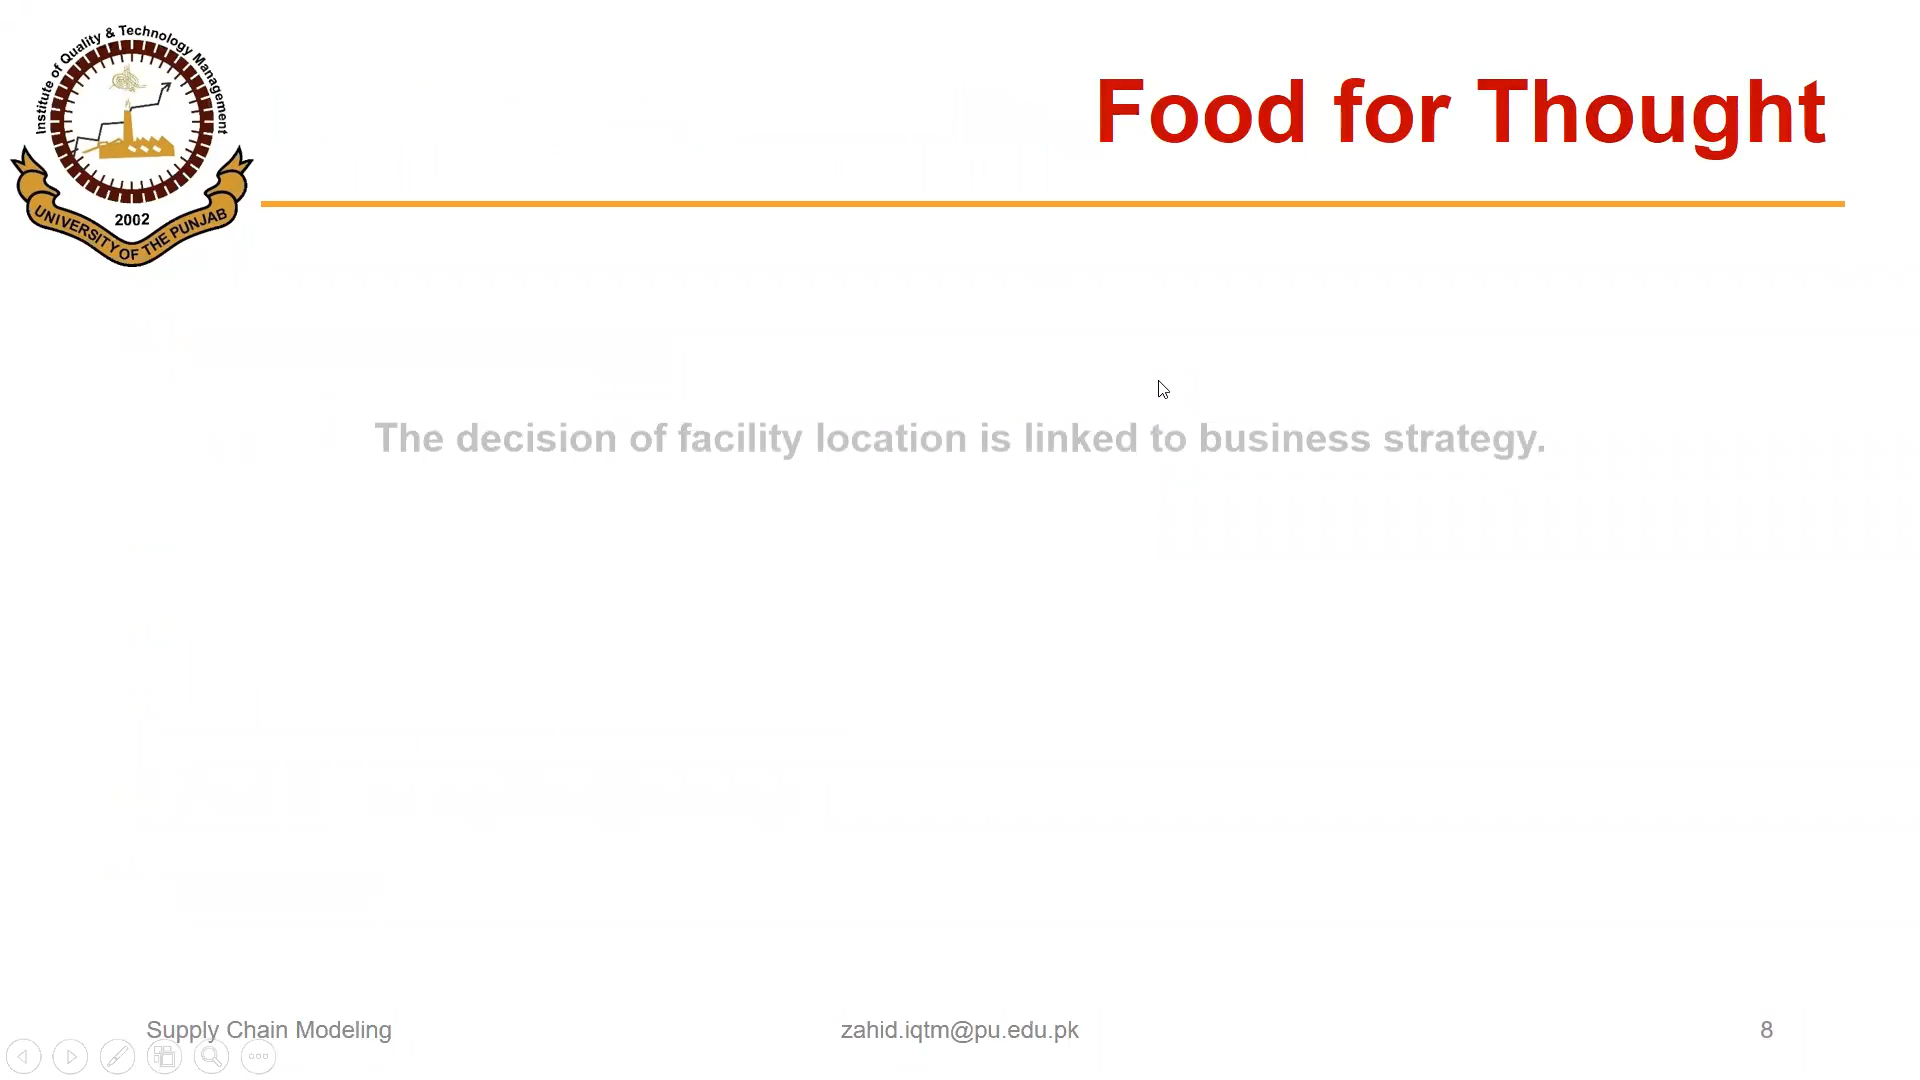 Institute of Quality & Technology Management
2002
UNIVERSITY OF THE PUNJAB
Food for Thought
The decision of facility location is linked to business strategy.
Supply Chain Modeling
zahid.iqtm@pu.edu.pk
8